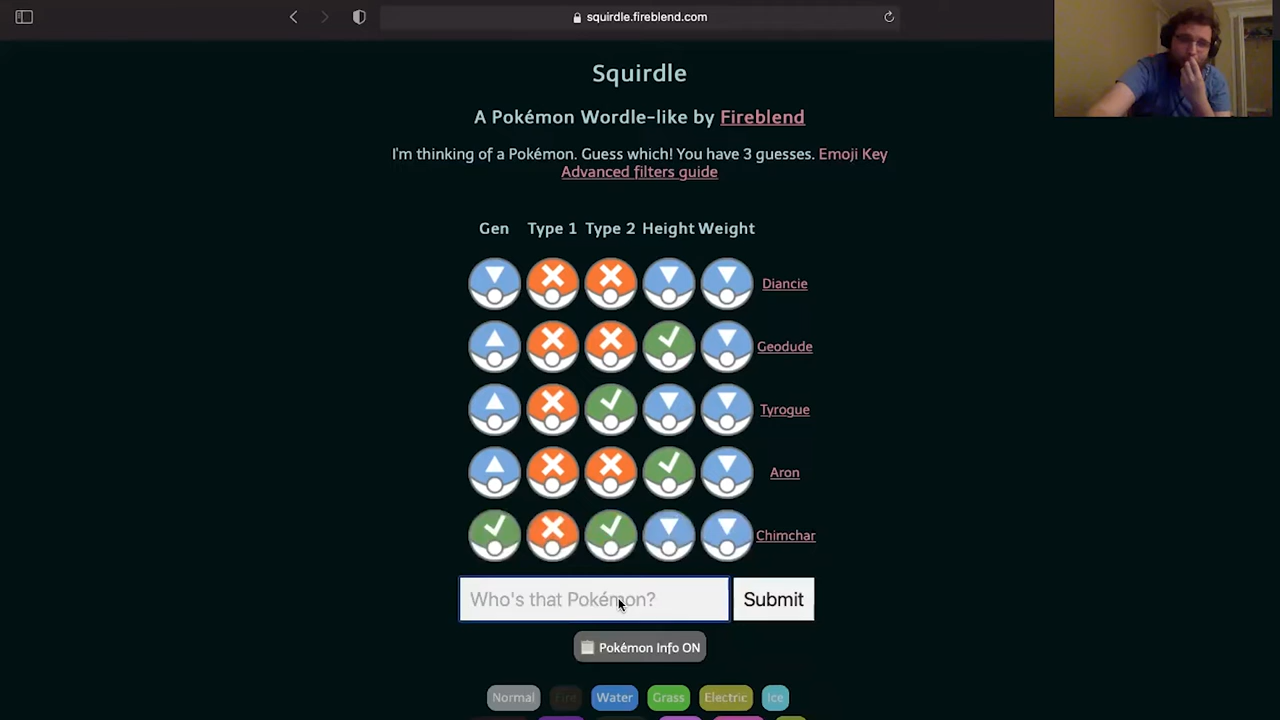 squirdle.fireblend.com
Squirdle
A Pokémon Wordle-like by Fireblend
I'm thinking of a Pokémon. Guess which! You have 3 guesses. Emoji Key
Advanced filters guide
Gen Type 1 Type 2 Height Weight
Diancie
Geodude
Tyrogue
Aron
Chimchar
Who's that Pokémon? Submit
Pokémon Info ON
Normal Fire Water Grass Electric Ice